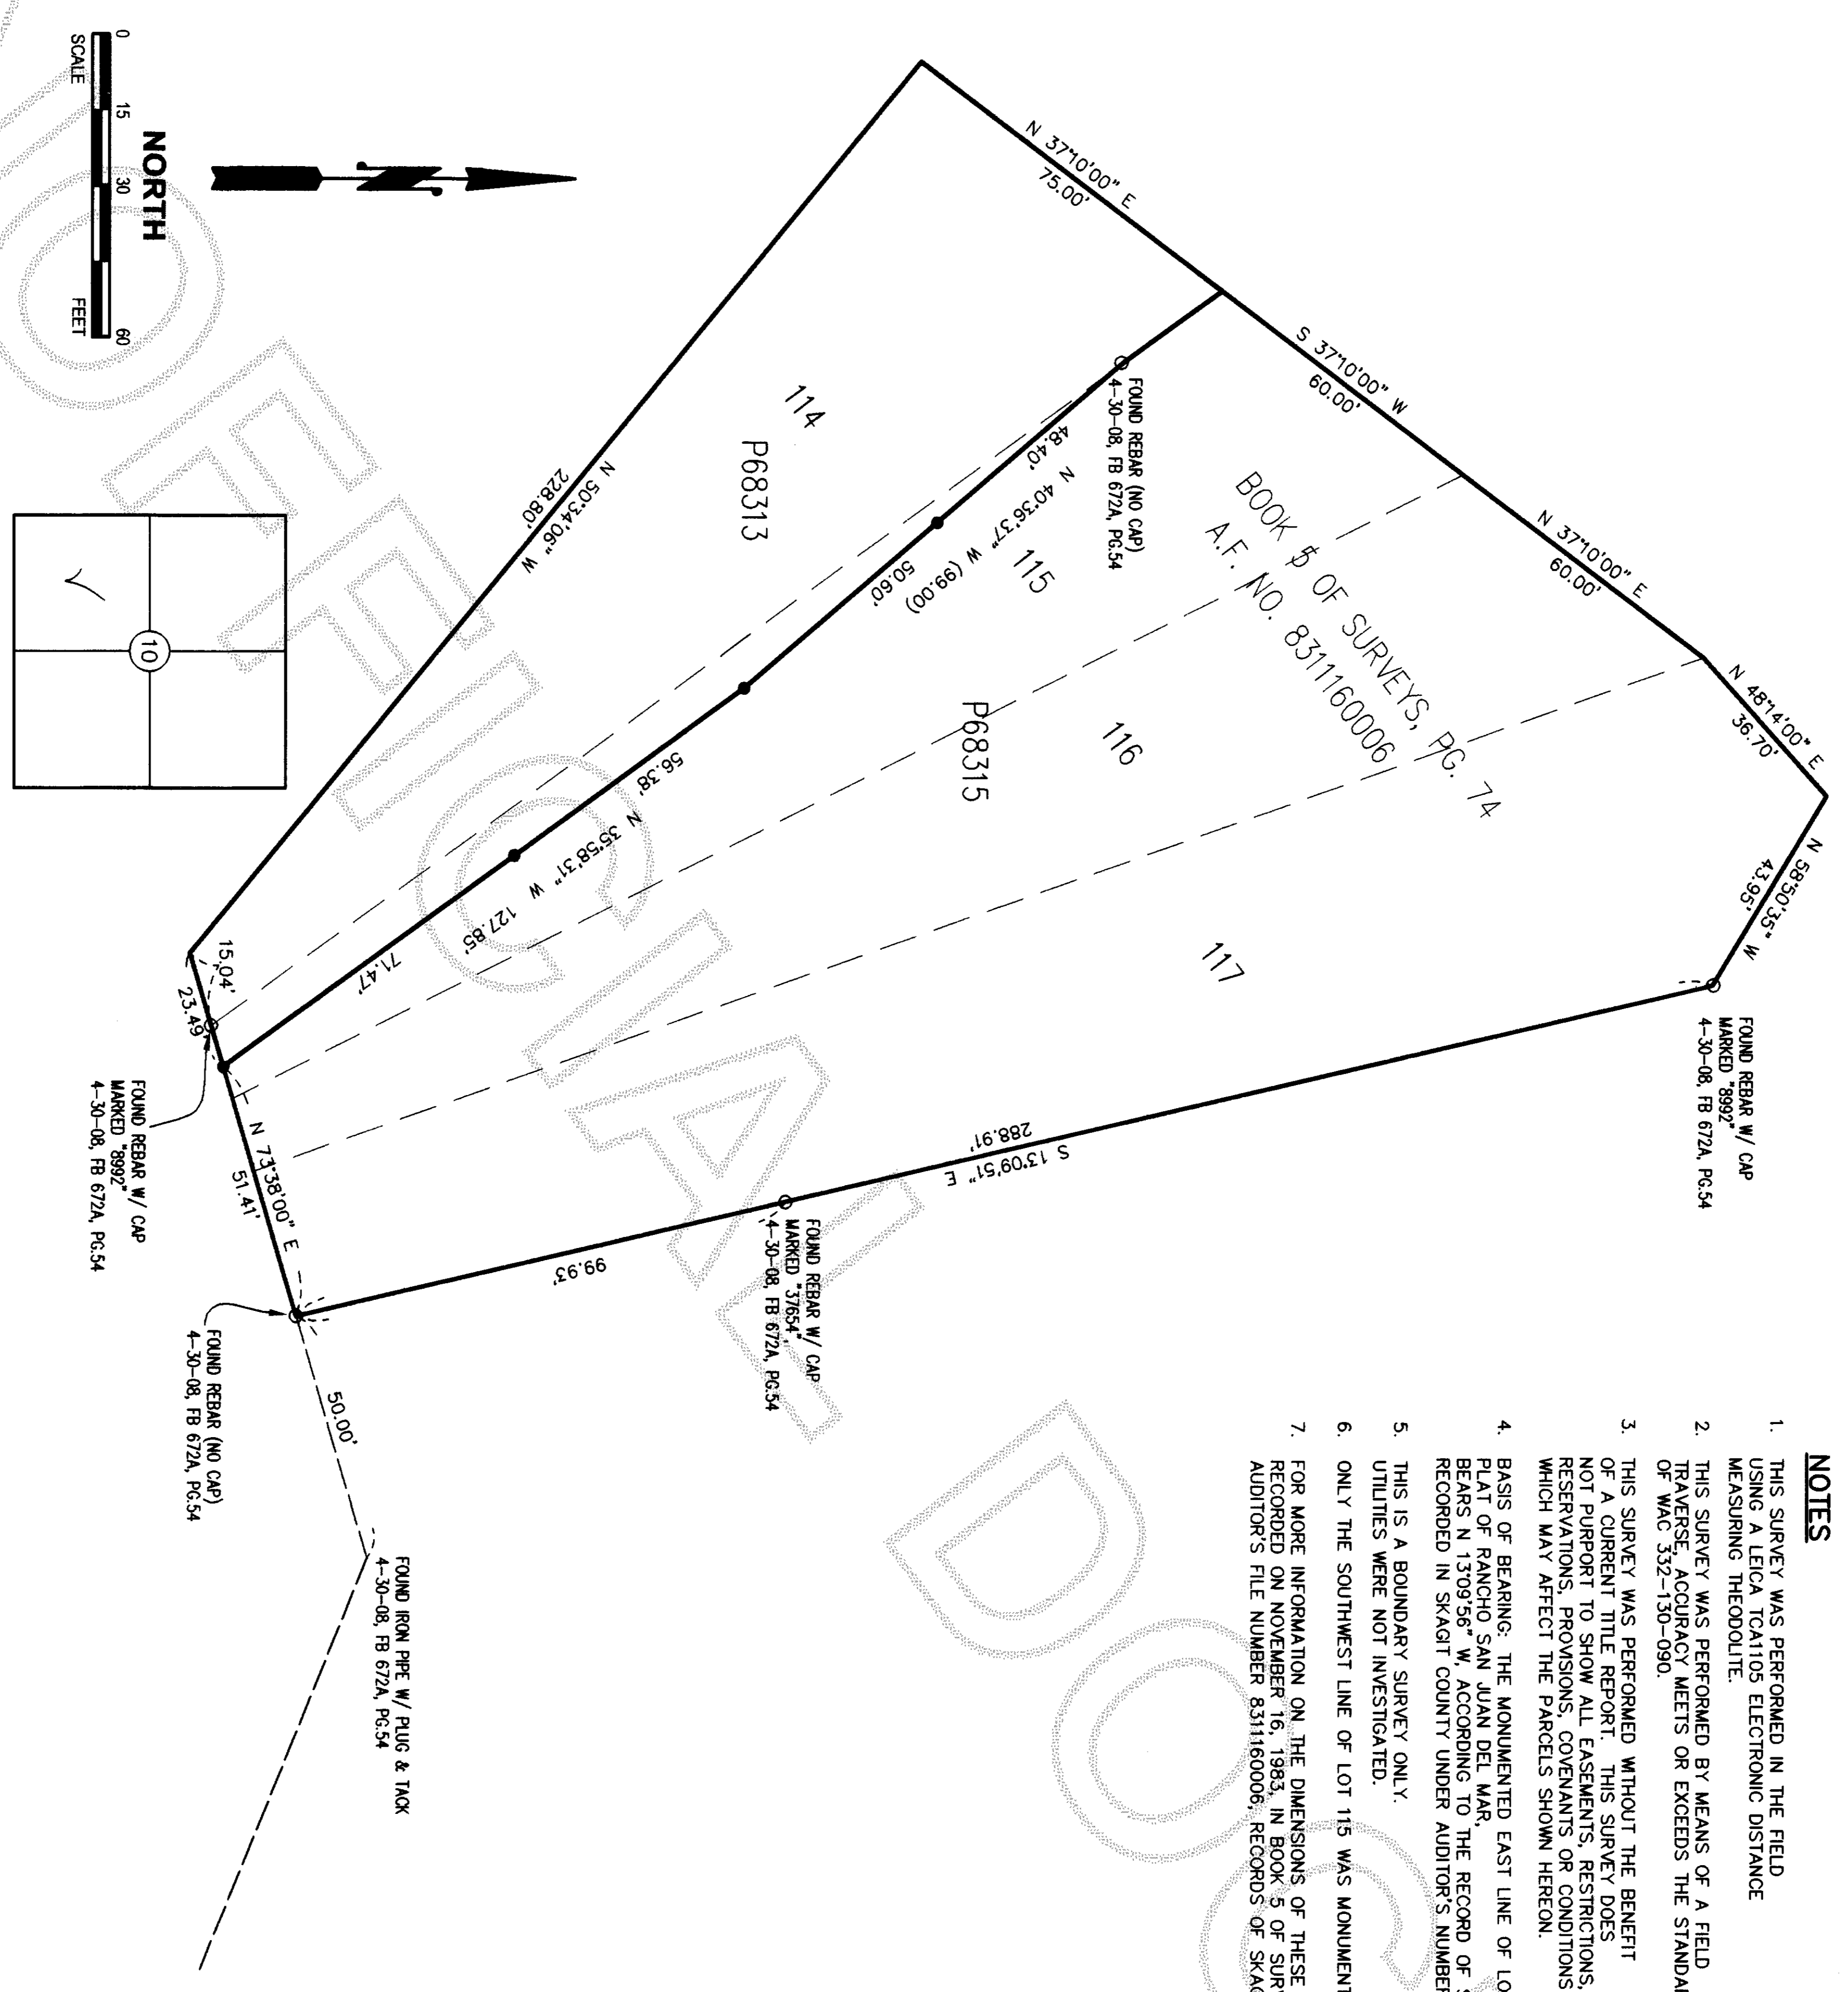 NOTES
1. THIS SURVEY WAS PERFORMED IN THE FIELD
USING A LEICA TCA1105 ELECTRONIC DISTANCE
MEASURING THEODOLITE.
2. THIS SURVEY WAS PERFORMED BY MEANS OF A FIELD
TRAVERSE, ACCURACY MEETS OR EXCEEDS THE STANDA
OF WAC 332-130-090.
3. THIS SURVEY WAS PERFORMED WITHOUT THE BENEFIT
OF A CURRENT TITLE REPORT. THIS SURVEY DOES
NOT PURPORT TO SHOW ALL EASEMENTS, RESTRICTIONS,
RESERVATIONS, PROVISIONS, COVENANTS OR CONDITIONS
WHICH MAY AFFECT THE PARCELS SHOWN HEREON.
4. BASIS OF BEARING: THE MONUMENTED EAST LINE OF LO
PLAT OF RANCHO SAN JUAN DEL MAR,
BEARS N 13°09'56" W, ACCORDING TO THE RECORD OF S
RECORDED IN SKAGIT COUNTY UNDER AUDITOR'S NUMBER
5. THIS IS A BOUNDARY SURVEY ONLY.
UTILITIES WERE NOT INVESTIGATED.
6. ONLY THE SOUTHWEST LINE OF LOT 115 WAS MONUMENT
7. FOR MORE INFORMATION ON THE DIMENSIONS OF THESE
RECORDED ON NOVEMBER 16, 1983, IN BOOK 5 OF SUR
AUDITOR'S FILE NUMBER 8311160006, RECORDS OF SKAG
N 48°14'00" E
36.70'
N 58°50'35" W
43.95'
FOUND REBAR W/ CAP
MARKED "8992"
4-30-08, FB 672A, PG.54
N 37°10'00" E
60.00'
S 37°10'00" W
60.00'
N 37°10'00" E
75.00'
BOOK 5 OF SURVEYS, PG. 74
A.F. NO. 8311160006
FOUND REBAR (NO CAP)
4-30-08, FB 672A, PG.54
48.40'
N 40°36'37" W (99.00)
50.60'
114
P68313
115
116
P68315
117
N 50°34'06" W
228.80'
56.38'
N 35°58'31" W 127.85'
71.47'
288.91'
S 13°09'51" E
FOUND REBAR W/ CAP
MARKED "37654",
4-30-08, FB 672A, PG.54
99.93'
15.04'
23.49'
N 73°38'00" E
51.41'
FOUND REBAR W/ CAP
MARKED "8992"
4-30-08, FB 672A, PG.54
FOUND REBAR (NO CAP)
4-30-08, FB 672A, PG.54
50.00'
FOUND IRON PIPE W/ PLUG & TACK
4-30-08, FB 672A, PG.54
NORTH
0 15 30 60
SCALE FEET
10
UNOFFICIAL DOC